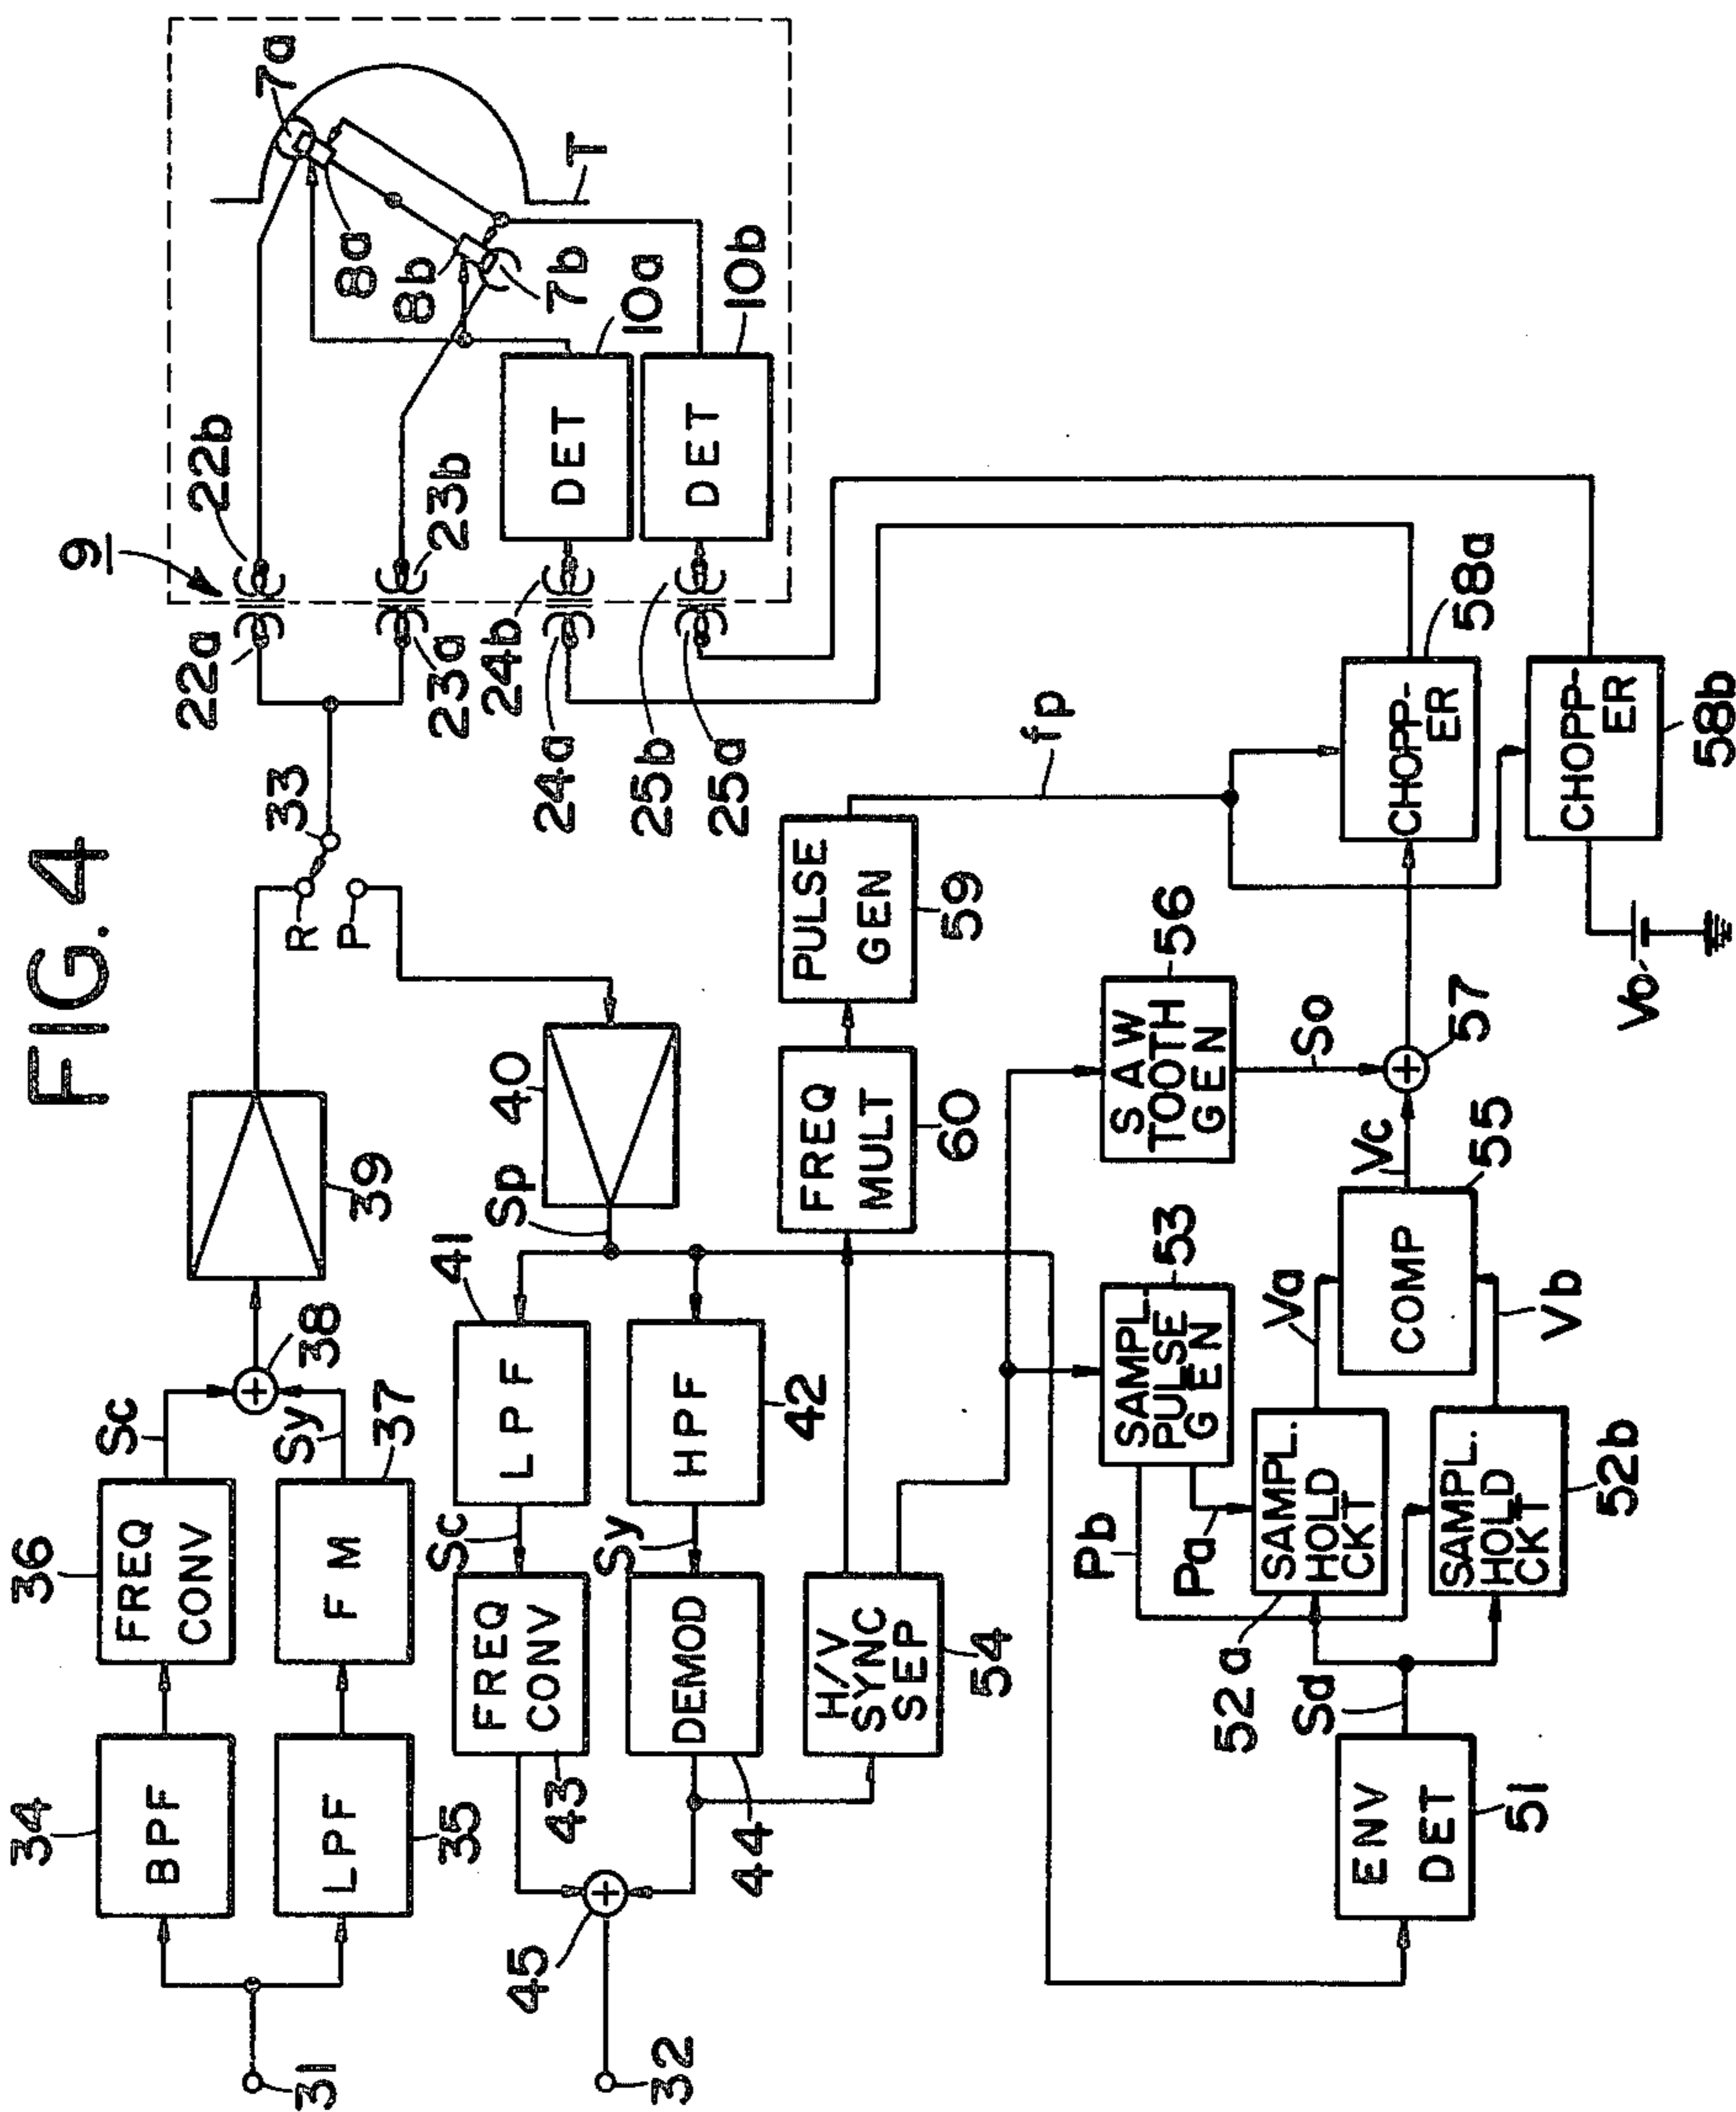 FIG. 4
34
BPF
36
FREQ
CONV
Sc
38
39
31
35
LPF
FM
37
Sy
R
P
33
9
22a
22b
23a
23b
24a
24b
25a
25b
7a
8a
8b
7b
T
DET
10a
DET
10b
40
Sp
41
LPF
Sc
FREQ
CONV
43
HPF
42
Sy
DEMOD
44
45
32
H/V
SYNC
SEP
54
FREQ
MULT
60
PULSE
GEN
59
fp
SAMPL.
PULSE
GEN
53
Pb
Pa
SAW
TOOTH
GEN
56
So
57
ENV
DET
51
Sd
SAMPL.
HOLD
CKT
52a
SAMPL.
HOLD
CKT
52b
Va
Vb
COMP
55
Vc
CHOPP-
ER
58a
CHOPP-
ER
58b
Vo